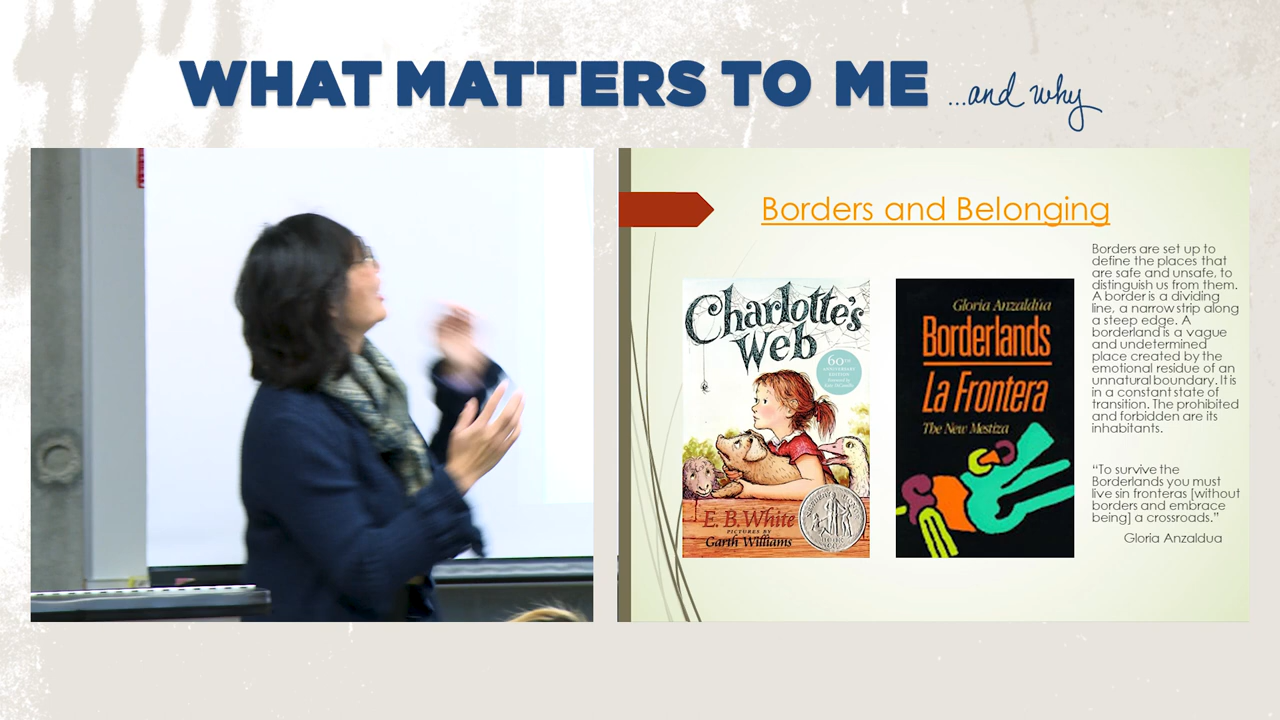 WHAT MATTERS TO ME ...and why
Borders and Belonging
Charlotte's
Web
60TH
ANNIVERSARY
EDITION
E. B. White
PICTURES BY
Garth Williams
Gloria Anzaldúa
Borderlands
La Frontera
The New Mestiza
Borders are set up to
define the places that
are safe and unsafe, to
distinguish us from them.
A border is a dividing
line, a narrow strip along
a steep edge. A
borderland is a vague
and undetermined
place created by the
emotional residue of an
unnatural boundary. It is
in a constant state of
transition. The prohibited
and forbidden are its
inhabitants.
“To survive the
Borderlands you must
live sin fronteras [without
borders and embrace
being] a crossroads.”
Gloria Anzaldua